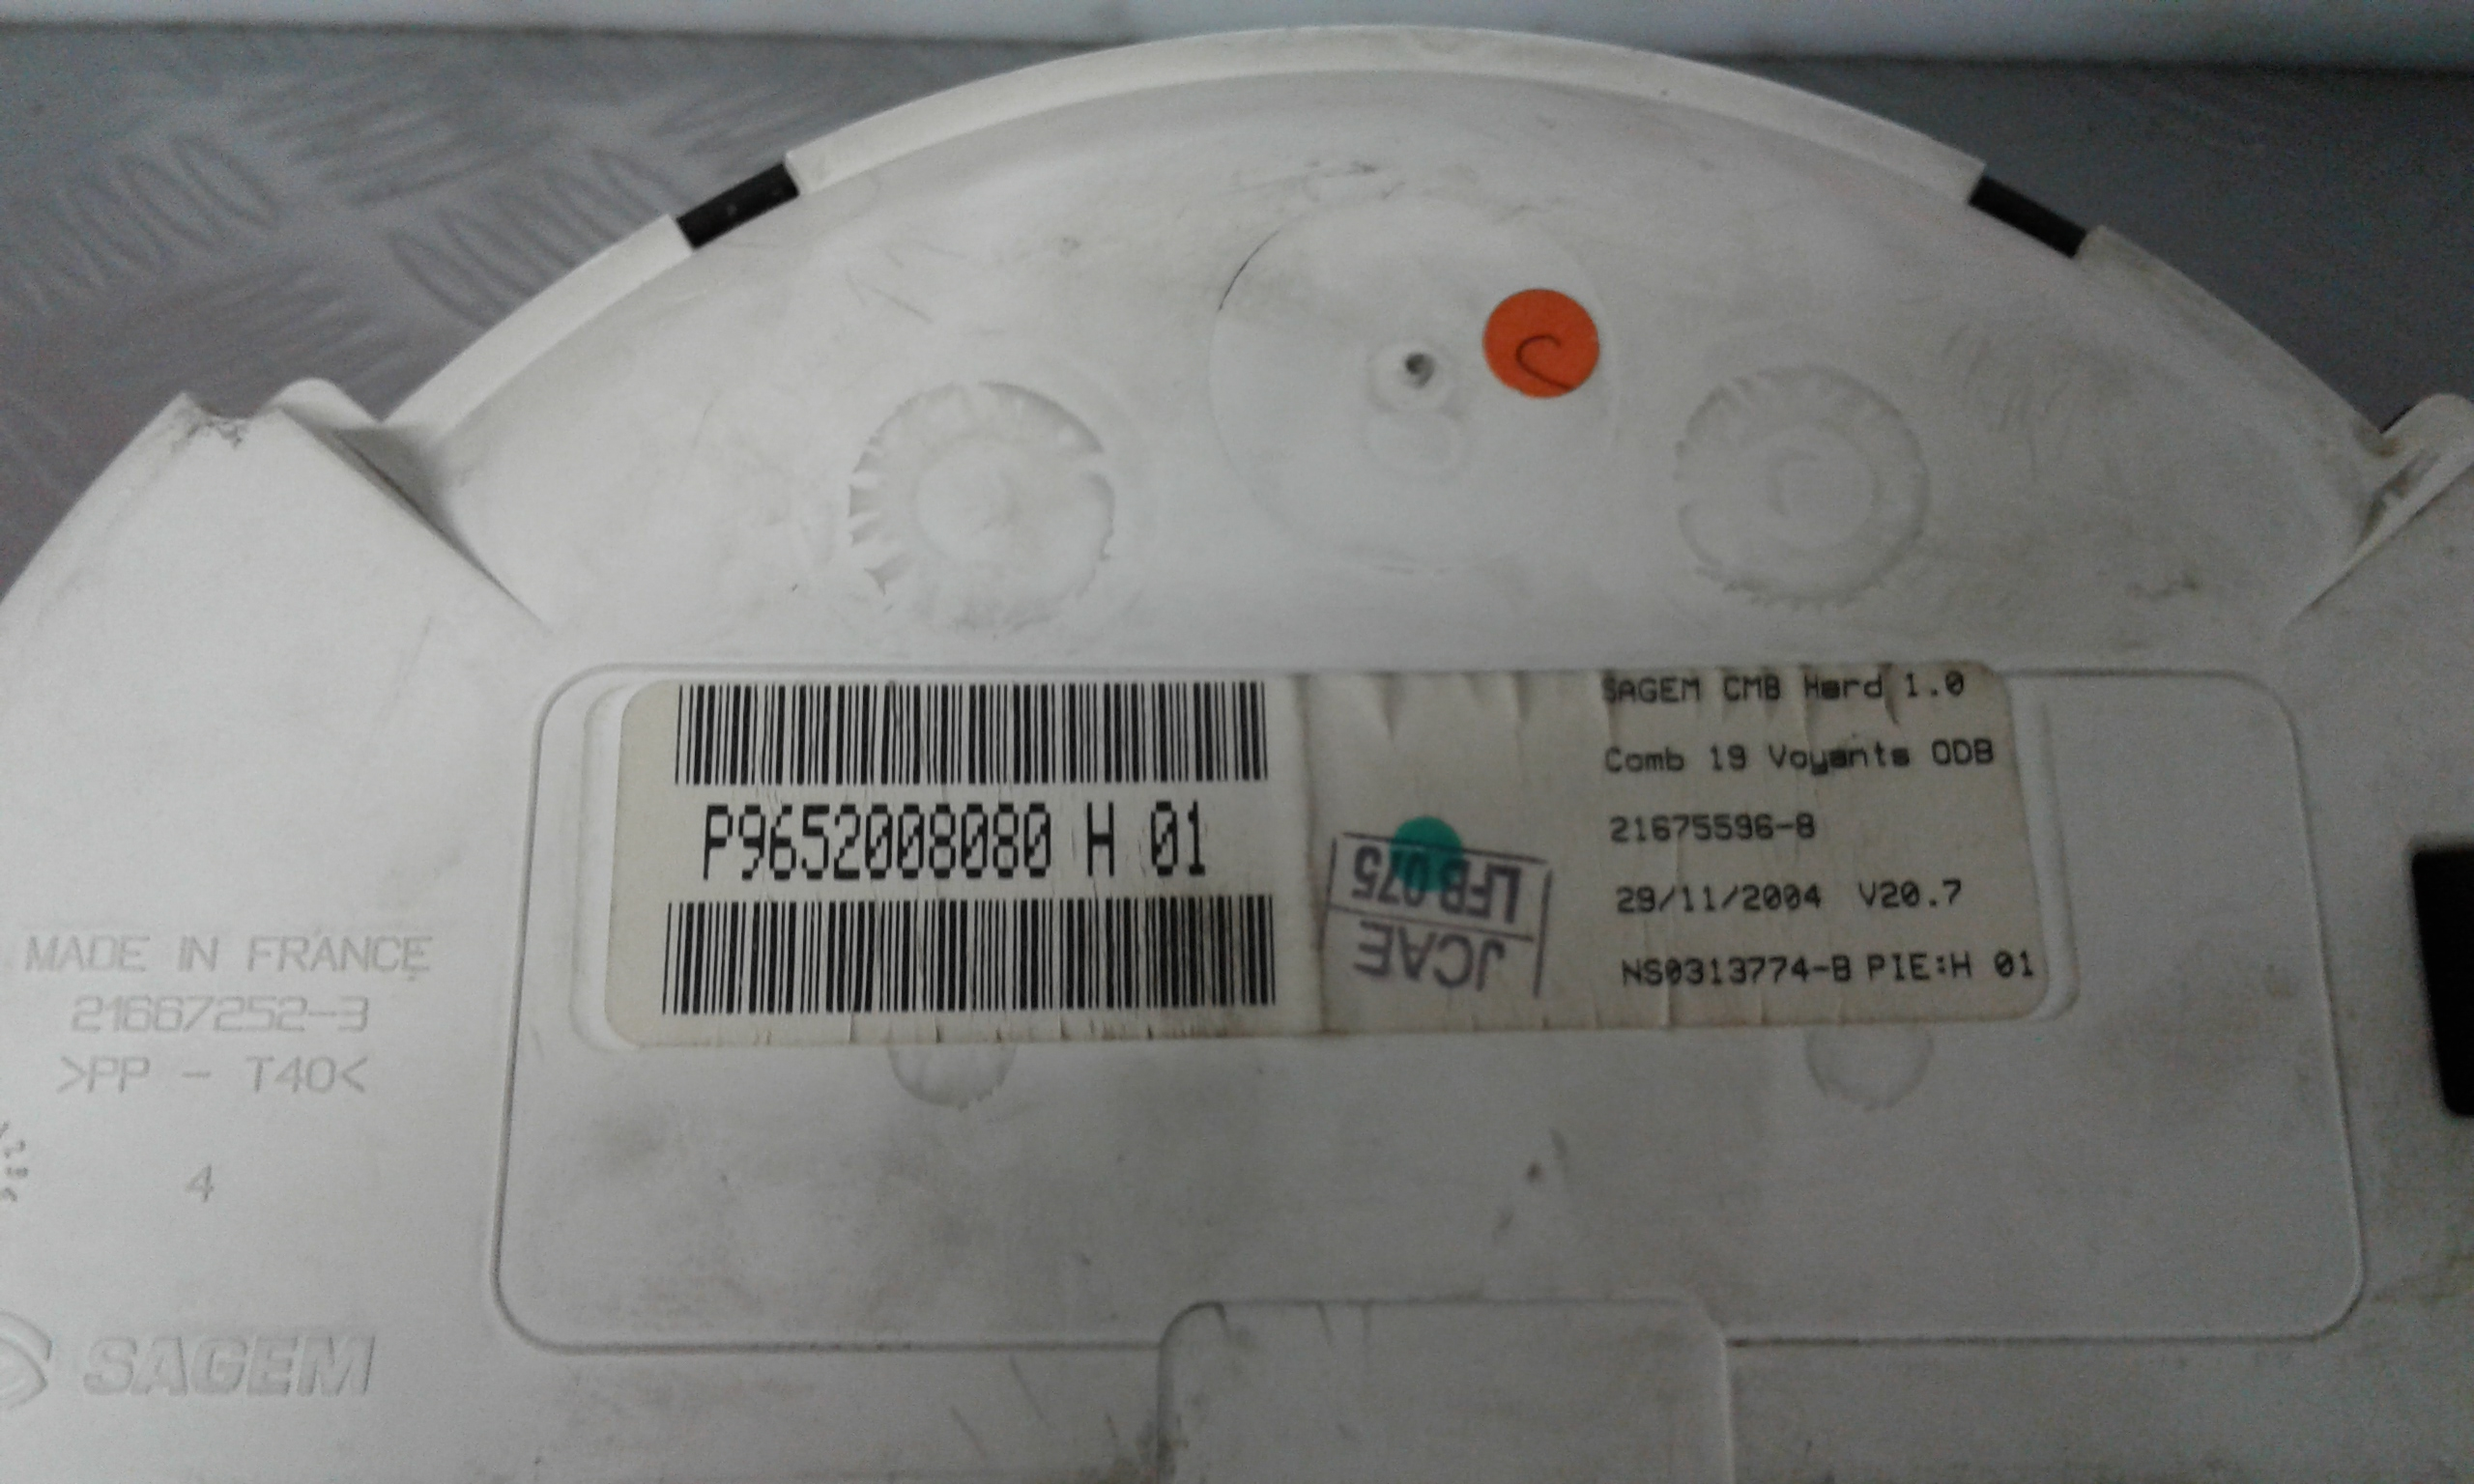 P9652008080 H 01
SAGEM CMB Hard 1.0
Comb 19 Voyants ODB
21675596-8
29/11/2004 V20.7
NS0313774-B PIE:H 01
JCAE
LFB 075
MADE IN FRANCE
21667252-3
>PP - T40<
4
SAGEM
C